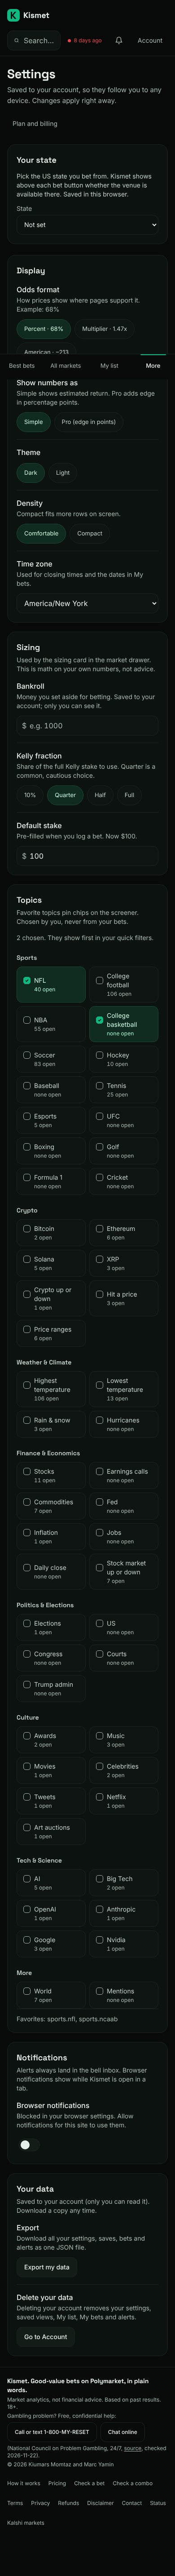 Kismet
Search...
8 days ago
Account
Settings
Saved to your account, so they follow you to any
device. Changes apply right away.
Plan and billing
Your state
Pick the US state you bet from. Kismet shows
above each bet button whether the venue is
available there. Saved in this browser.
State
Not set
Display
Odds format
How prices show where pages support it.
Example: 68%
Percent · 68%
Multiplier · 1.47x
American · −213
Best bets
All markets
My list
More
Show numbers as
Simple shows estimated return. Pro adds edge
in percentage points.
Simple
Pro (edge in points)
Theme
Dark
Light
Density
Compact fits more rows on screen.
Comfortable
Compact
Time zone
Used for closing times and the dates in My
bets.
America/New York
Sizing
Used by the sizing card in the market drawer.
This is math on your own numbers, not advice.
Bankroll
Money you set aside for betting. Saved to your
account; only you can see it.
$ e.g. 1000
Kelly fraction
Share of the full Kelly stake to use. Quarter is a
common, cautious choice.
10%
Quarter
Half
Full
Default stake
Pre-filled when you log a bet. Now $100.
$ 100
Topics
Favorite topics pin chips on the screener.
Chosen by you, never from your bets.
2 chosen. They show first in your quick filters.
Sports
NFL
40 open
College
football
106 open
NBA
55 open
College
basketball
none open
Soccer
83 open
Hockey
10 open
Baseball
none open
Tennis
25 open
Esports
5 open
UFC
none open
Boxing
none open
Golf
none open
Formula 1
none open
Cricket
none open
Crypto
Bitcoin
2 open
Ethereum
6 open
Solana
5 open
XRP
3 open
Crypto up or
down
1 open
Hit a price
3 open
Price ranges
6 open
Weather & Climate
Highest
temperature
106 open
Lowest
temperature
13 open
Rain & snow
3 open
Hurricanes
none open
Finance & Economics
Stocks
11 open
Earnings calls
none open
Commodities
7 open
Fed
none open
Inflation
1 open
Jobs
none open
Daily close
none open
Stock market
up or down
7 open
Politics & Elections
Elections
1 open
US
none open
Congress
none open
Courts
none open
Trump admin
none open
Culture
Awards
2 open
Music
3 open
Movies
1 open
Celebrities
2 open
Tweets
1 open
Netflix
1 open
Art auctions
1 open
Tech & Science
AI
5 open
Big Tech
2 open
OpenAI
1 open
Anthropic
1 open
Google
3 open
Nvidia
1 open
More
World
7 open
Mentions
none open
Favorites: sports.nfl, sports.ncaab
Notifications
Alerts always land in the bell inbox. Browser
notifications show while Kismet is open in a
tab.
Browser notifications
Blocked in your browser settings. Allow
notifications for this site to use them.
Your data
Saved to your account (only you can read it).
Download a copy any time.
Export
Download all your settings, saves, bets and
alerts as one JSON file.
Export my data
Delete your data
Deleting your account removes your settings,
saved views, My list, My bets and alerts.
Go to Account
Kismet. Good-value bets on Polymarket, in plain
words.
Market analytics, not financial advice. Based on past results.
18+.
Gambling problem? Free, confidential help:
Call or text 1-800-MY-RESET
Chat online
(National Council on Problem Gambling, 24/7, source, checked
2026-11-22).
© 2026 Kiumars Momtaz and Marc Yamin
How it works
Pricing
Check a bet
Check a combo
Terms
Privacy
Refunds
Disclaimer
Contact
Status
Kalshi markets